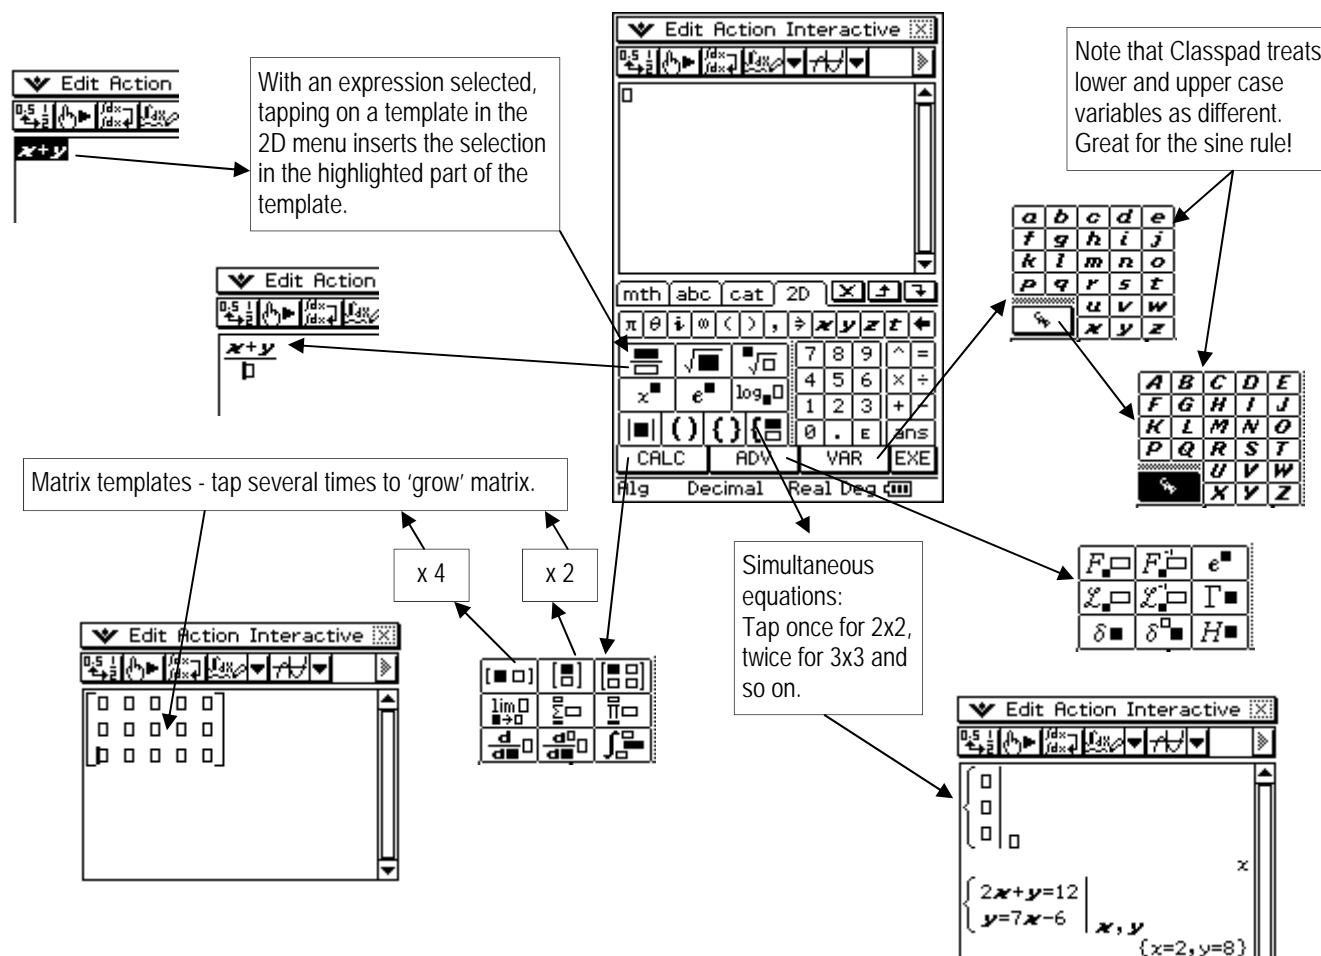 Edit Action
x+y
With an expression selected,
tapping on a template in the
2D menu inserts the selection
in the highlighted part of the
template.
Edit Action
x+y
Edit Action Interactive
mth abc cat 2D
π θ i ∞ ( ) , ⇒ x y z t ←
7 8 9 ^ =
4 5 6 × ÷
1 2 3 + −
0 . E ans
√ √
x e log
| | ( ) { } {
CALC ADV VAR EXE
Alg Decimal Real Deg
Note that Classpad treats
lower and upper case
variables as different.
Great for the sine rule!
a b c d e
f g h i j
k l m n o
p q r s t
u v w
CAP x y z
A B C D E
F G H I J
K L M N O
P Q R S T
U V W
CAP X Y Z
Matrix templates - tap several times to ‘grow’ matrix.
x 4
x 2
Edit Action Interactive
lim Σ Π
d/d d/d ∫
Simultaneous
equations:
Tap once for 2x2,
twice for 3x3 and
so on.
F F⁻¹ e
ℒ ℒ⁻¹ Γ
δ δ H
Edit Action Interactive
x
2x+y=12
y=7x-6 x,y
{x=2,y=8}